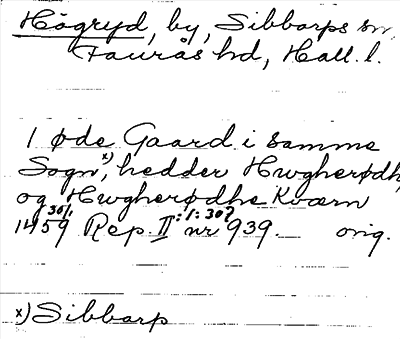 Högryd, by, Sibbarps sn
Faurås hd, Hall. l.
1 øde Gaard i samme
Sogn x), hedder Hwgherødh,
og Hwgherødhe Kværn
1459 30/1 Rep. II :1:307 nr 939. — orig.
x) Sibbarp